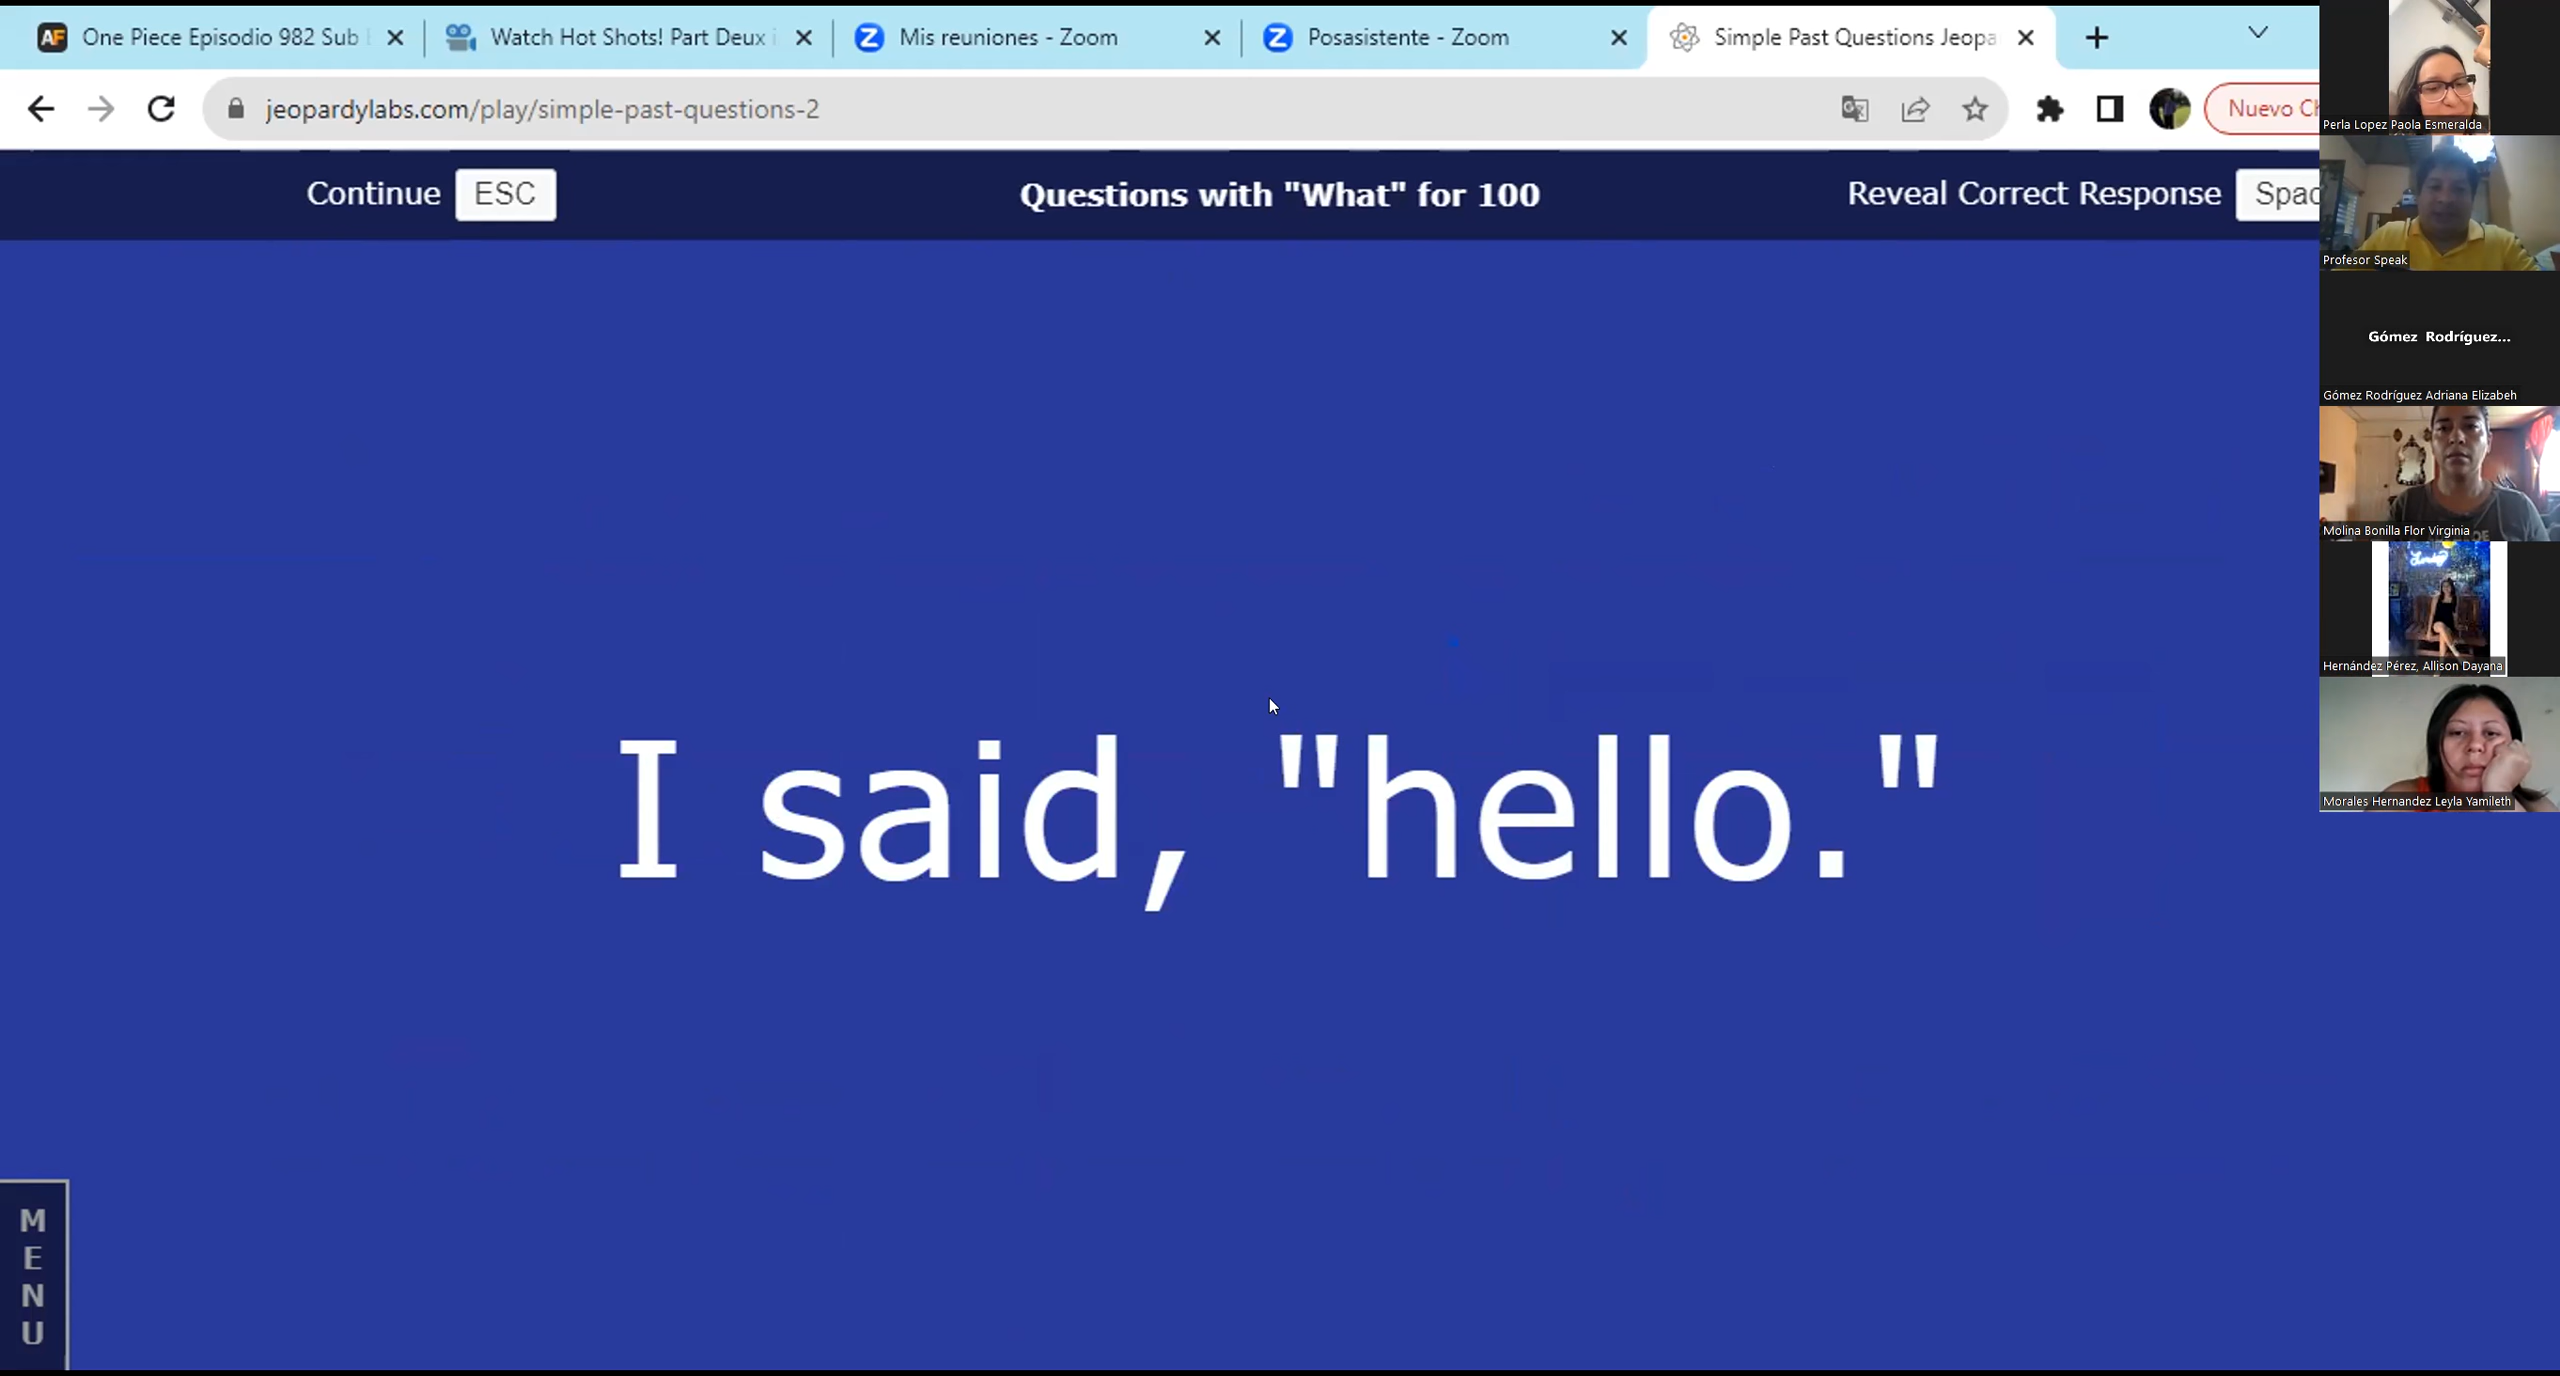 One Piece Episodio 982 Sub
Watch Hot Shots! Part Deux i
Mis reuniones - Zoom
Posasistente - Zoom
Simple Past Questions Jeopa
jeopardylabs.com/play/simple-past-questions-2
Nuevo Ch
Continue ESC
Questions with "What" for 100
Reveal Correct Response Spac
I said, "hello."
MENU
Perla Lopez Paola Esmeralda
Profesor Speak
Gómez Rodríguez...
Gómez Rodríguez Adriana Elizabeh
Molina Bonilla Flor Virginia
Hernández Pérez, Allison Dayana
Morales Hernandez Leyla Yamileth